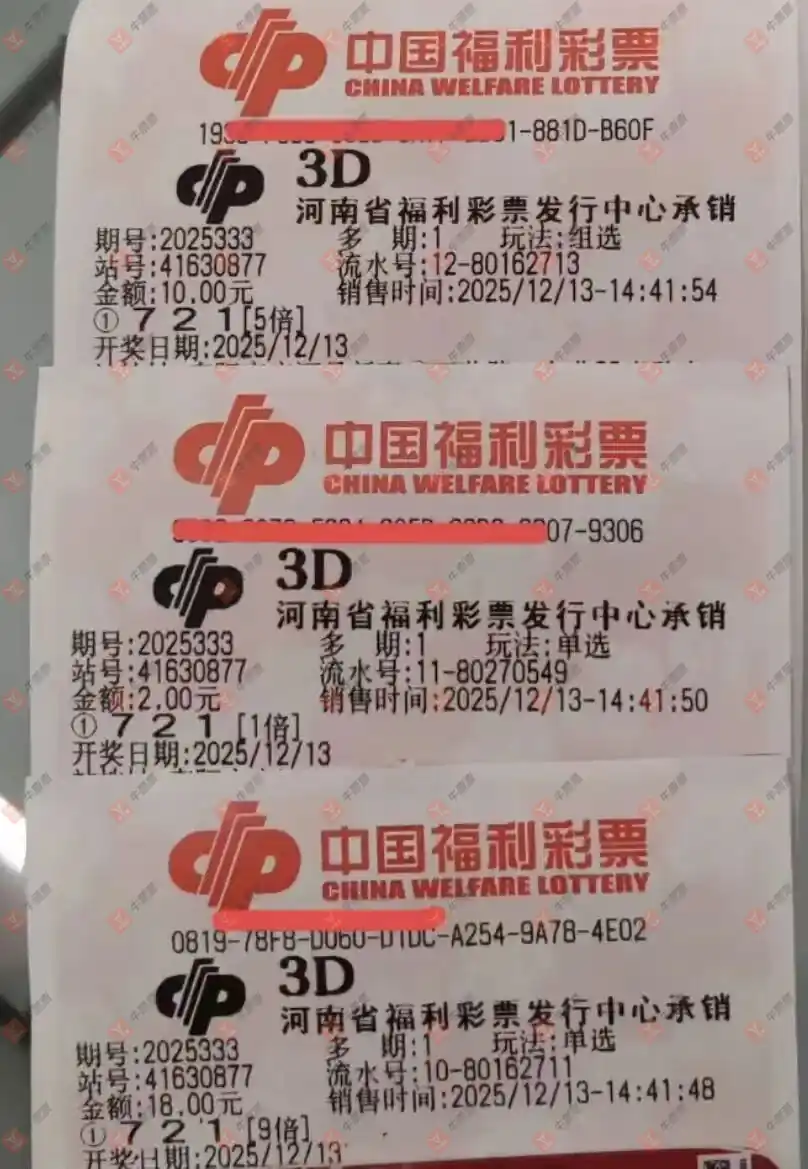 中国福利彩票
CHINA WELFARE LOTTERY
1-881D-B60F
3D
河南省福利彩票发行中心承销
期号:2025333 多 期:1 玩法:组选
站号:41630877 流水号:12-80162713
金额:10.00元 销售时间:2025/12/13-14:41:54
① 7 2 1[5倍]
开奖日期:2025/12/13
中国福利彩票
CHINA WELFARE LOTTERY
07-9306
3D
河南省福利彩票发行中心承销
期号:2025333 多 期:1 玩法:单选
站号:41630877 流水号:11-80270549
金额:2.00元 销售时间:2025/12/13-14:41:50
① 7 2 1 [1倍]
开奖日期:2025/12/13
中国福利彩票
CHINA WELFARE LOTTERY
0819-78F8-D060-D1DC-A254-9A78-4E02
3D
河南省福利彩票发行中心承销
期号:2025333 多 期:1 玩法:单选
站号:41630877 流水号:10-80162711
金额:18.00元 销售时间:2025/12/13-14:41:48
① 7 2 1 [9倍]
开奖日期:2025/12/13